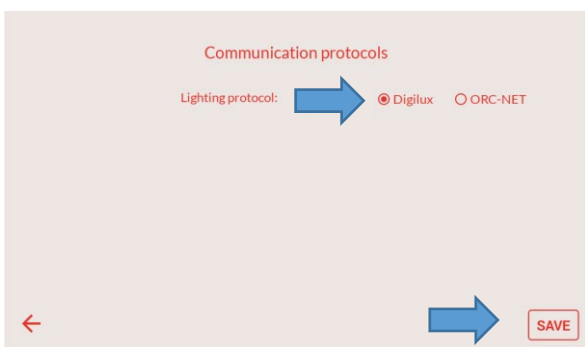 Communication protocols
Lighting protocol: Digilux ORC-NET
SAVE